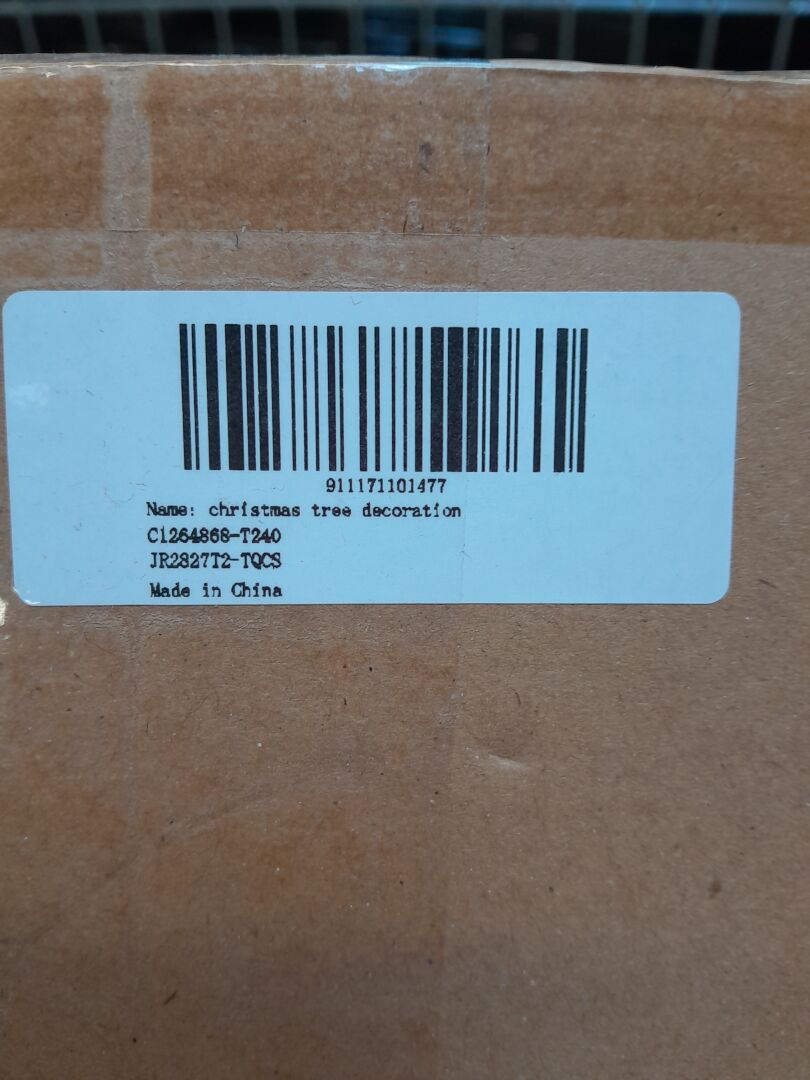 911171101477
Name: christmas tree decoration
C1264868-T240
JR2827T2-TQCS
Made in China